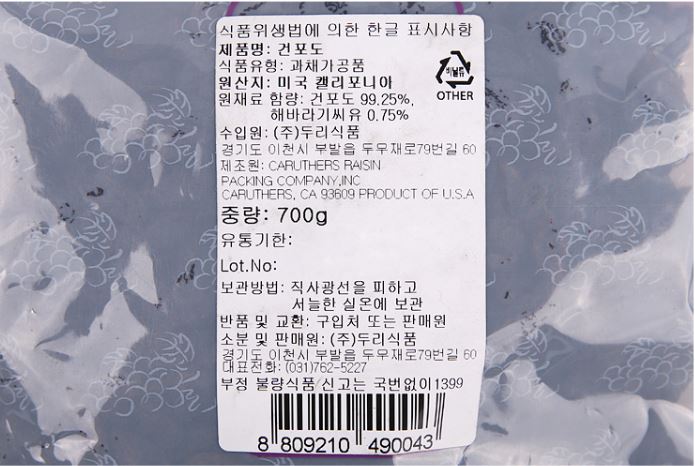 식품위생법에 의한 한글 표시사항
제품명: 건포도
식품유형: 과채가공품
원산지: 미국 캘리포니아
원재료 함량: 건포도 99.25%,
해바라기씨유 0.75%
비닐류
OTHER
수입원: (주)두리식품
경기도 이천시 부발읍 두무재로79번길 60
제조원: CARUTHERS RAISIN
PACKING COMPANY,INC
CARUTHERS, CA 93609 PRODUCT OF U.S.A
중량: 700g
유통기한:
Lot.No:
보관방법: 직사광선을 피하고
서늘한 실온에 보관
반품 및 교환: 구입처 또는 판매원
소분 및 판매원: (주)두리식품
경기도 이천시 부발읍 두무재로79번길 60
대표전화: (031)762-5227
부정 불량식품 신고는 국번없이1399
8 809210 490043